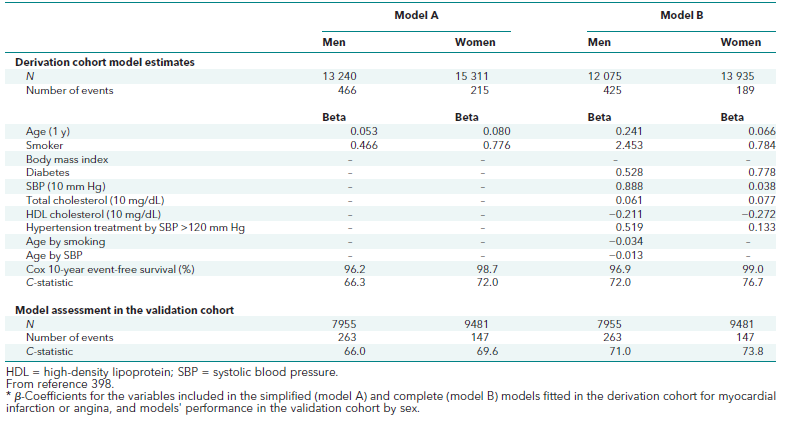 Model A Model B
Men Women Men Women
Derivation cohort model estimates
N 13 240 15 311 12 075 13 935
Number of events 466 215 425 189
Beta Beta Beta Beta
Age (1 y) 0.053 0.080 0.241 0.066
Smoker 0.466 0.776 2.453 0.784
Body mass index – – – –
Diabetes – – 0.528 0.778
SBP (10 mm Hg) – – 0.888 0.038
Total cholesterol (10 mg/dL) – – 0.061 0.077
HDL cholesterol (10 mg/dL) – – −0.211 −0.272
Hypertension treatment by SBP >120 mm Hg – – 0.519 0.133
Age by smoking – – −0.034 –
Age by SBP – – −0.013 –
Cox 10-year event-free survival (%) 96.2 98.7 96.9 99.0
C-statistic 66.3 72.0 72.0 76.7
Model assessment in the validation cohort
N 7955 9481 7955 9481
Number of events 263 147 263 147
C-statistic 66.0 69.6 71.0 73.8
HDL = high-density lipoprotein; SBP = systolic blood pressure.
From reference 398.
* β-Coefficients for the variables included in the simplified (model A) and complete (model B) models fitted in the derivation cohort for myocardial
infarction or angina, and models' performance in the validation cohort by sex.